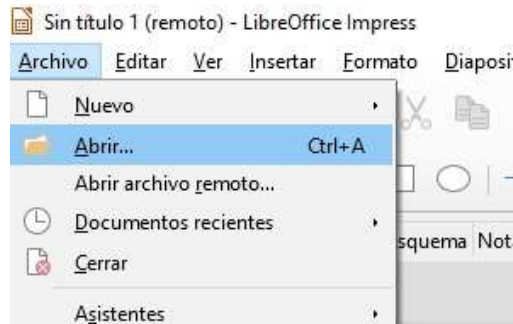 Sin título 1 (remoto) - LibreOffice Impress
Archivo Editar Ver Insertar Formato Diaposi
Nuevo
Abrir... Ctrl+A
Abrir archivo remoto...
Documentos recientes
squema Not
Cerrar
Asistentes